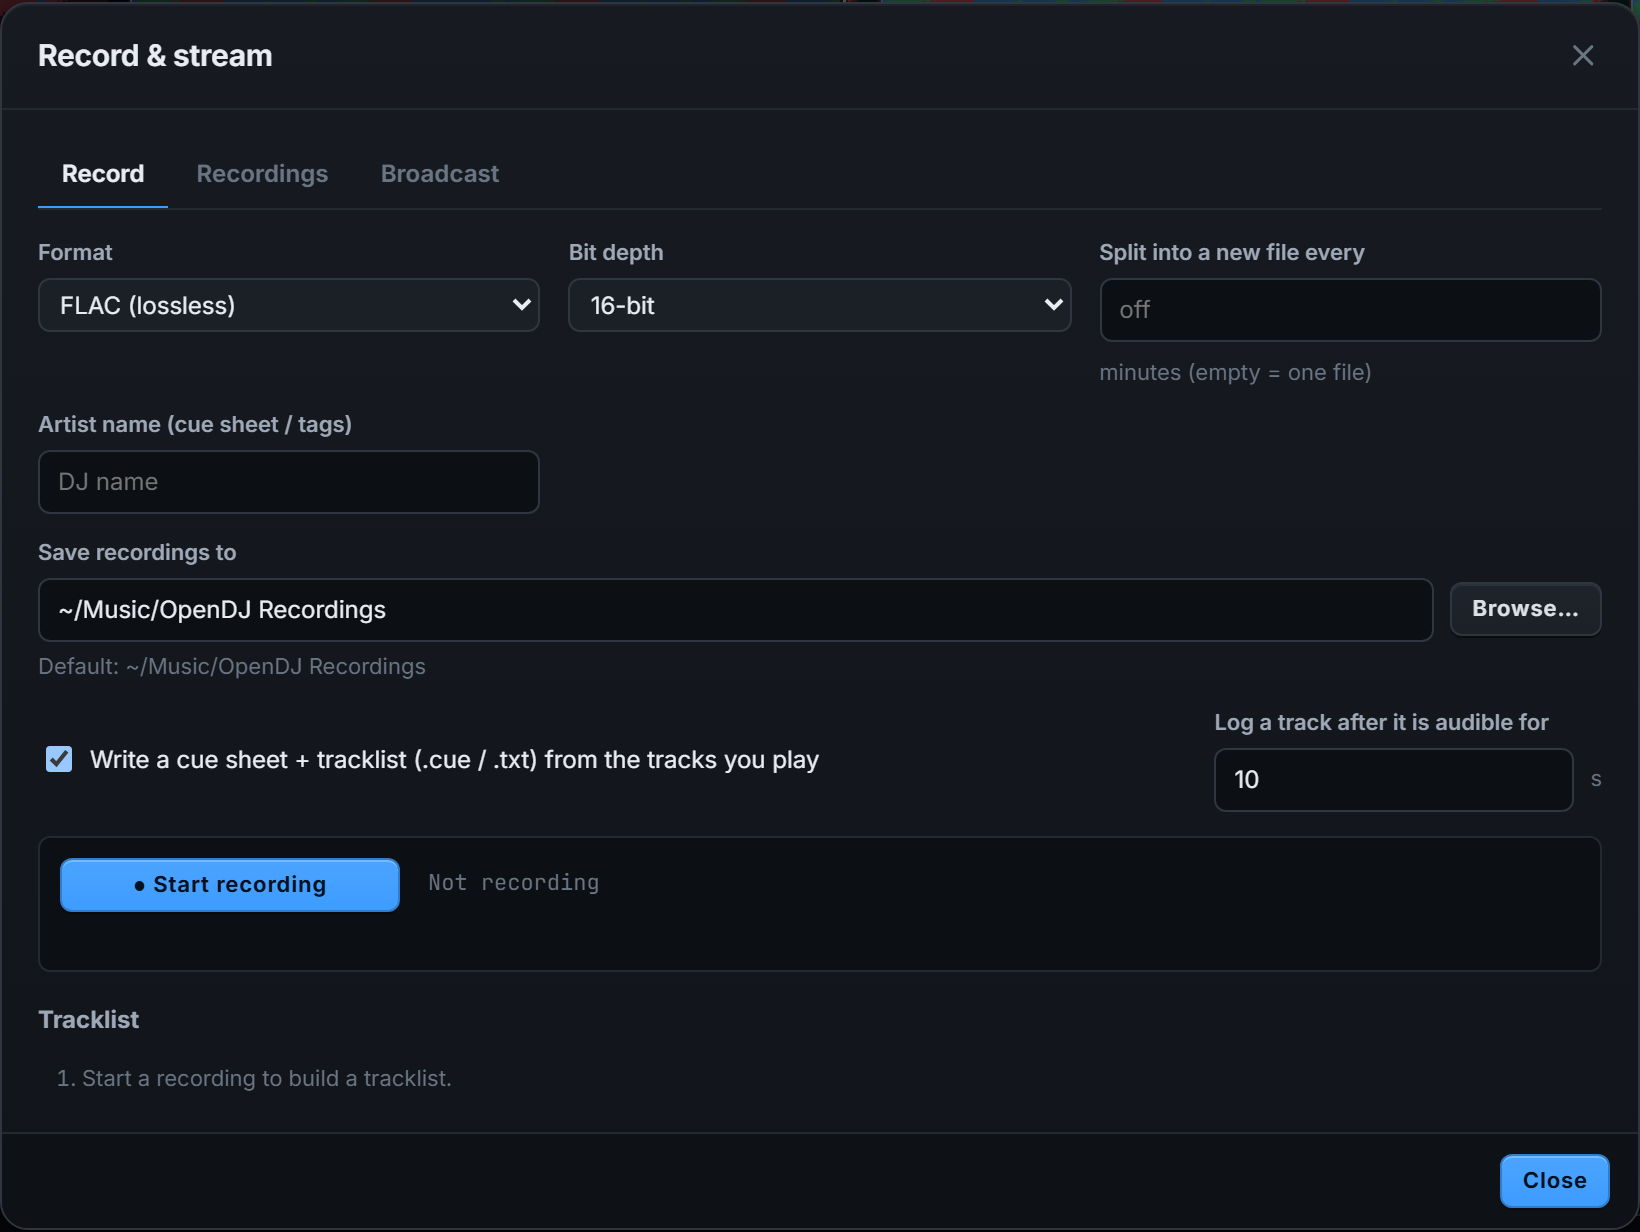 Record & stream
Record Recordings Broadcast
Format Bit depth Split into a new file every
FLAC (lossless) 16-bit off
minutes (empty = one file)
Artist name (cue sheet / tags)
DJ name
Save recordings to
~/Music/OpenDJ Recordings Browse...
Default: ~/Music/OpenDJ Recordings
Log a track after it is audible for
Write a cue sheet + tracklist (.cue / .txt) from the tracks you play 10 s
● Start recording Not recording
Tracklist
1. Start a recording to build a tracklist.
Close